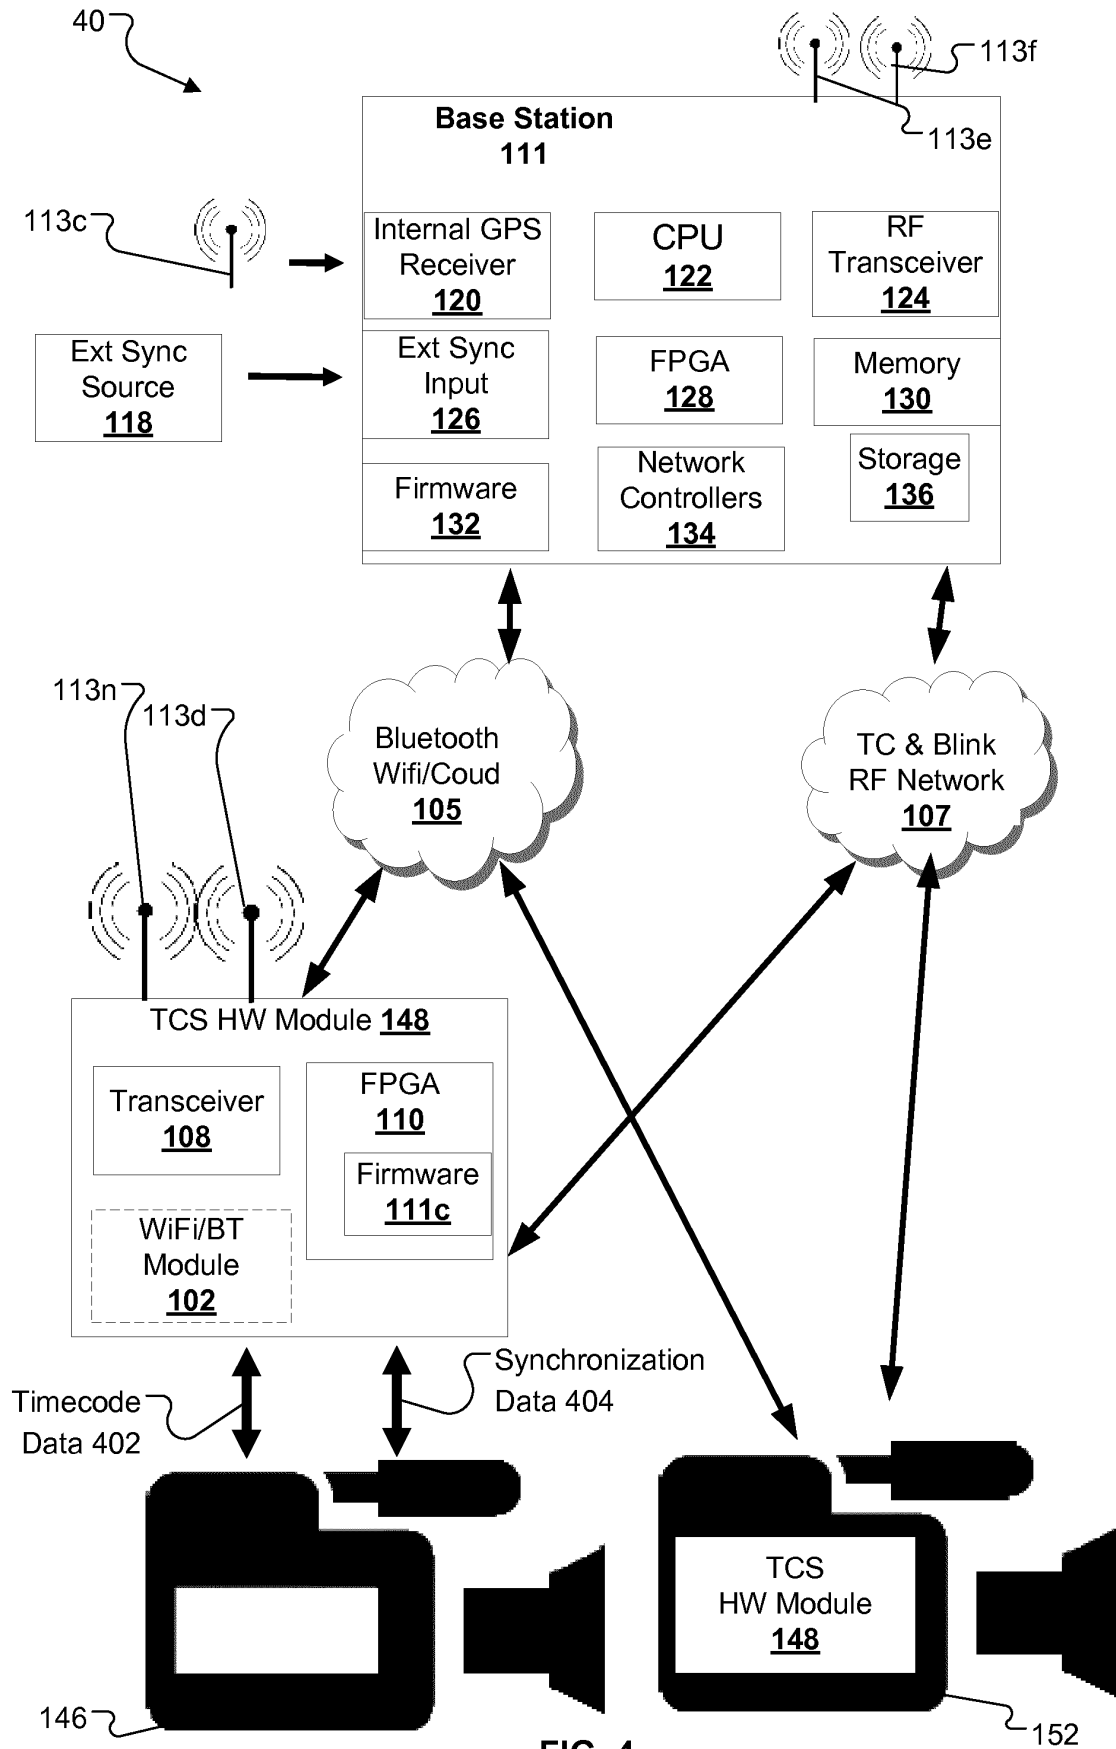 40
113f
113e
Base Station
111
113c
Internal GPS
Receiver
120
CPU
122
RF
Transceiver
124
Ext Sync
Source
118
Ext Sync
Input
126
FPGA
128
Memory
130
Firmware
132
Network
Controllers
134
Storage
136
113n
113d
Bluetooth
Wifi/Coud
105
TC & Blink
RF Network
107
TCS HW Module 148
Transceiver
108
FPGA
110
Firmware
111c
WiFi/BT
Module
102
Timecode
Data 402
Synchronization
Data 404
TCS
HW Module
148
146
152
FIG. 4